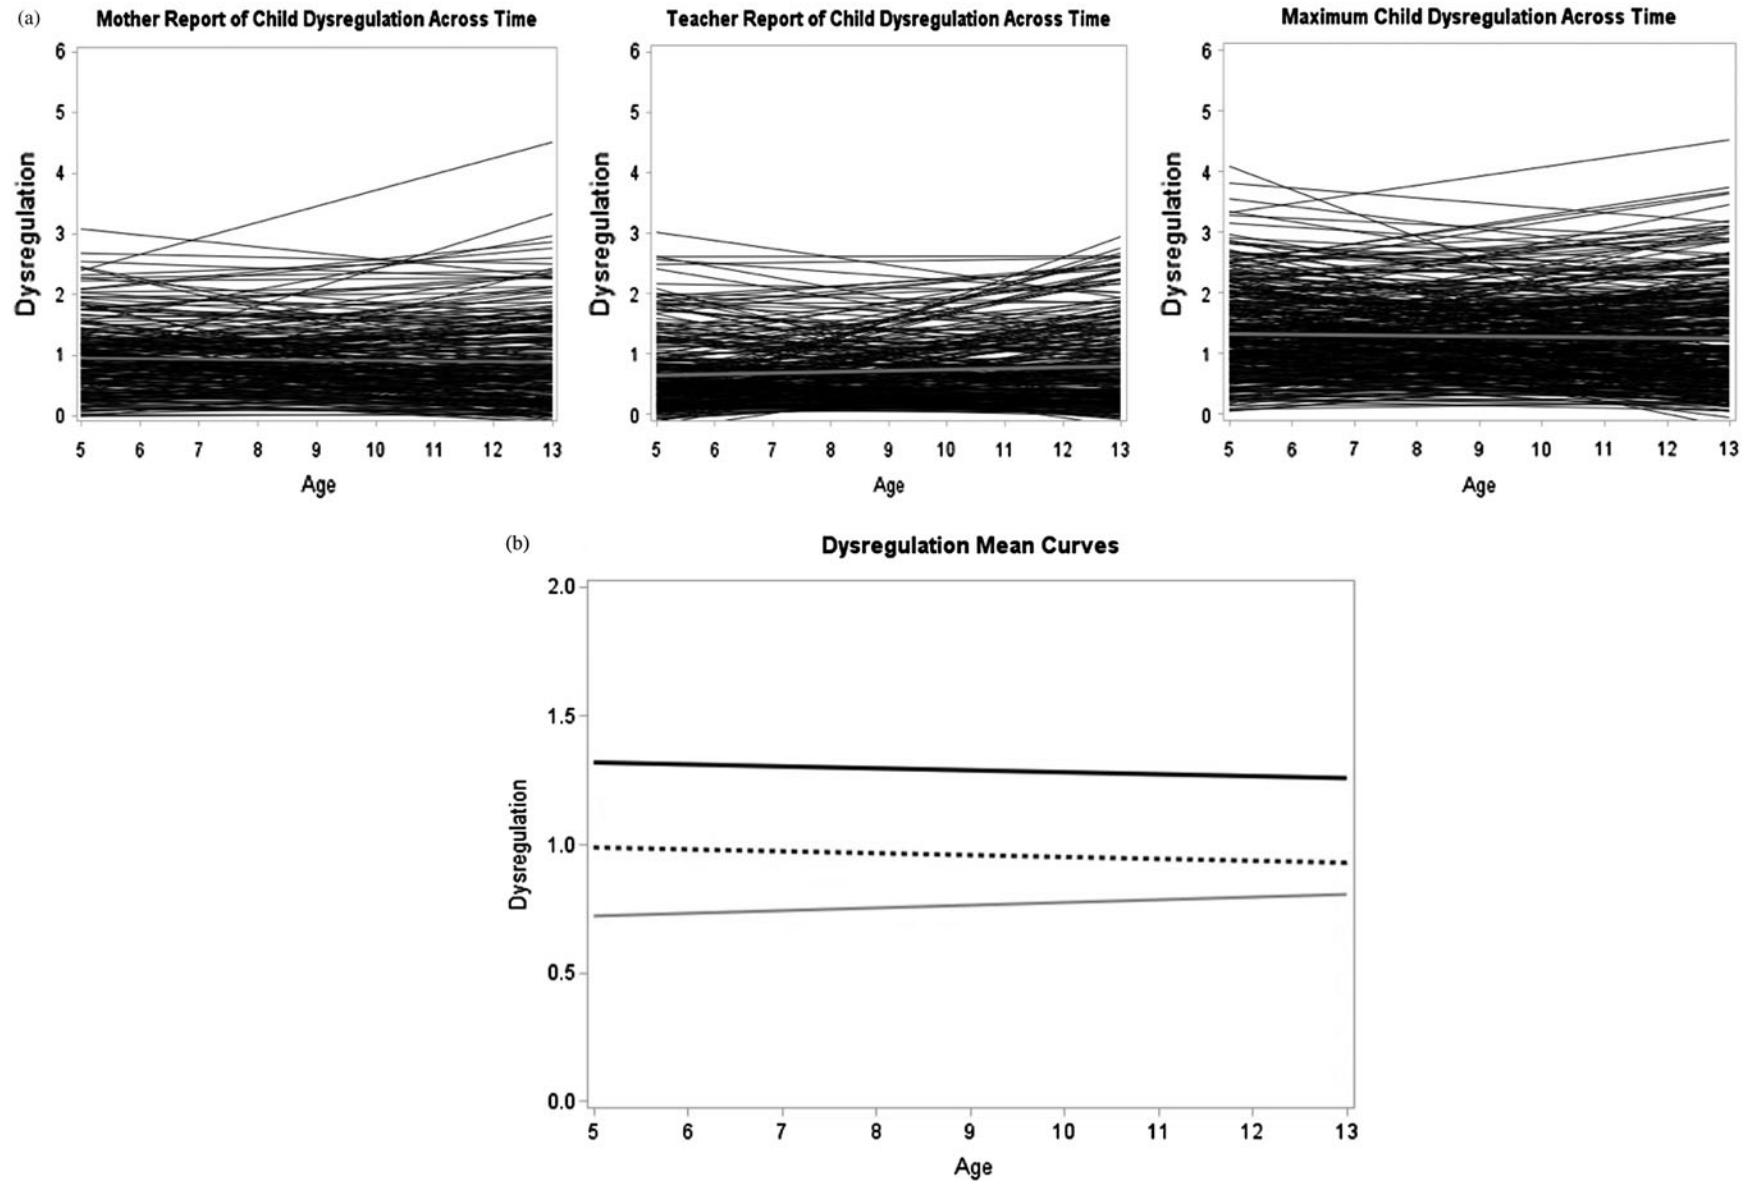 (a)
Mother Report of Child Dysregulation Across Time
Dysregulation
6
5
4
3
2
1
0
5 6 7 8 9 10 11 12 13
Age
Teacher Report of Child Dysregulation Across Time
Dysregulation
6
5
4
3
2
1
0
5 6 7 8 9 10 11 12 13
Age
Maximum Child Dysregulation Across Time
Dysregulation
6
5
4
3
2
1
0
5 6 7 8 9 10 11 12 13
Age
(b)
Dysregulation Mean Curves
Dysregulation
2.0
1.5
1.0
0.5
0.0
5 6 7 8 9 10 11 12 13
Age